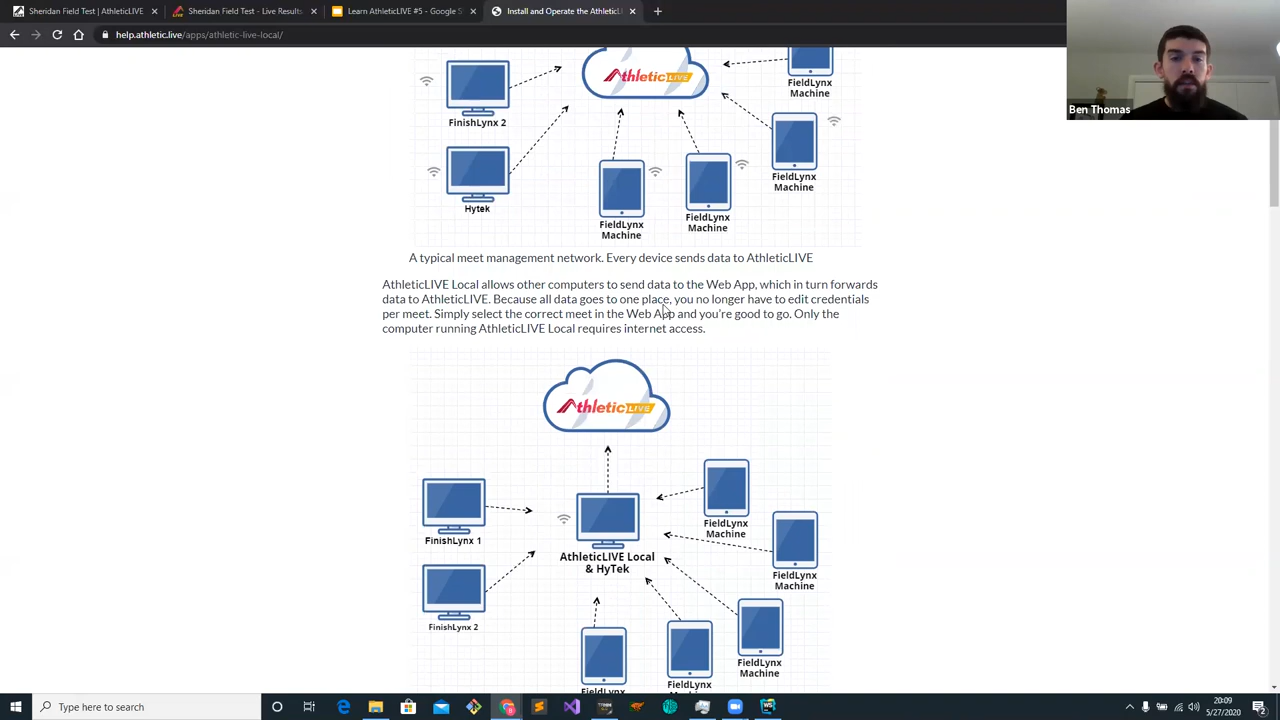 Sheridan Field Test | AthleticLIVE
Sheridan Field Test - Live Results
Learn AthleticLIVE #5 - Google S
Install and Operate the AthleticLI
help.athletic.live/apps/athletic-live-local/
Ben Thomas
AthleticLIVE
FinishLynx 2
Hytek
FieldLynx
Machine
FieldLynx
Machine
FieldLynx
Machine
FieldLynx
Machine
A typical meet management network. Every device sends data to AthleticLIVE
AthleticLIVE Local allows other computers to send data to the Web App, which in turn forwards
data to AthleticLIVE. Because all data goes to one place, you no longer have to edit credentials
per meet. Simply select the correct meet in the Web App and you're good to go. Only the
computer running AthleticLIVE Local requires internet access.
AthleticLIVE
FinishLynx 1
FinishLynx 2
AthleticLIVE Local
& HyTek
FieldLynx
Machine
FieldLynx
Machine
FieldLynx
Machine
FieldLynx
FieldLynx
here to search
20:09
5/27/2020